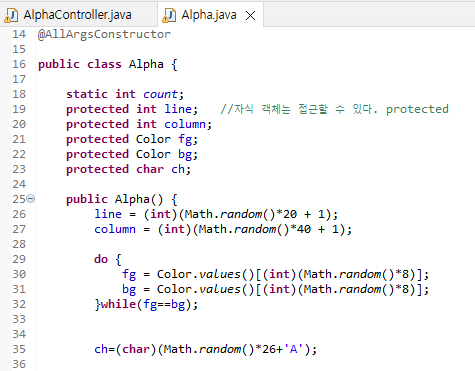 AlphaController.java Alpha.java
14 @AllArgsConstructor
15
16 public class Alpha {
17
18 static int count;
19 protected int line; //자식 객체는 접근할 수 있다. protected
20 protected int column;
21 protected Color fg;
22 protected Color bg;
23 protected char ch;
24
25 public Alpha() {
26 line = (int)(Math.random()*20 + 1);
27 column = (int)(Math.random()*40 + 1);
28
29 do {
30 fg = Color.values()[(int)(Math.random()*8)];
31 bg = Color.values()[(int)(Math.random()*8)];
32 }while(fg==bg);
33
34
35 ch=(char)(Math.random()*26+'A');
36